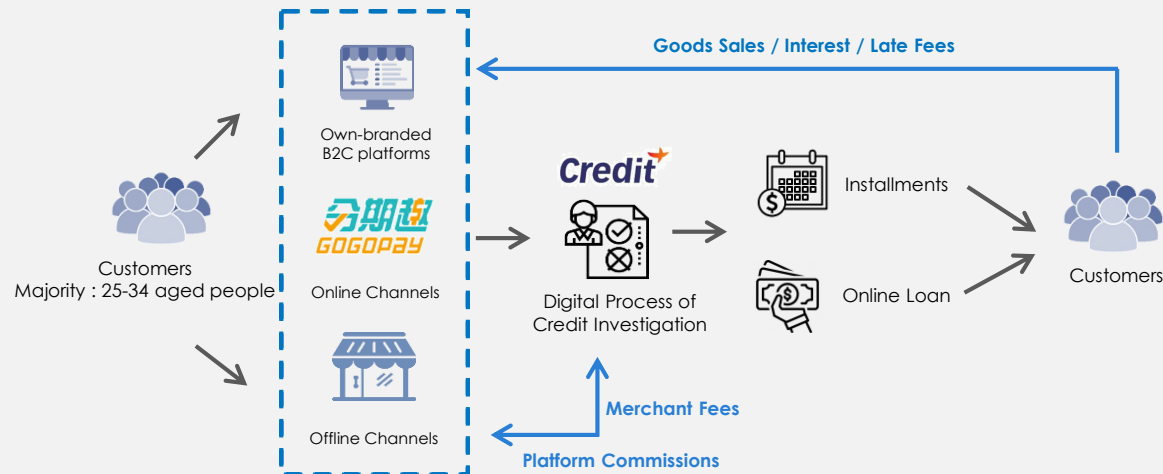 Goods Sales / Interest / Late Fees
Own-branded
B2C platforms
Credit
Installments
分期趣
GOGOPAY
Customers
Majority : 25-34 aged people
Online Channels
Digital Process of
Credit Investigation
Online Loan
Customers
Merchant Fees
Offline Channels
Platform Commissions